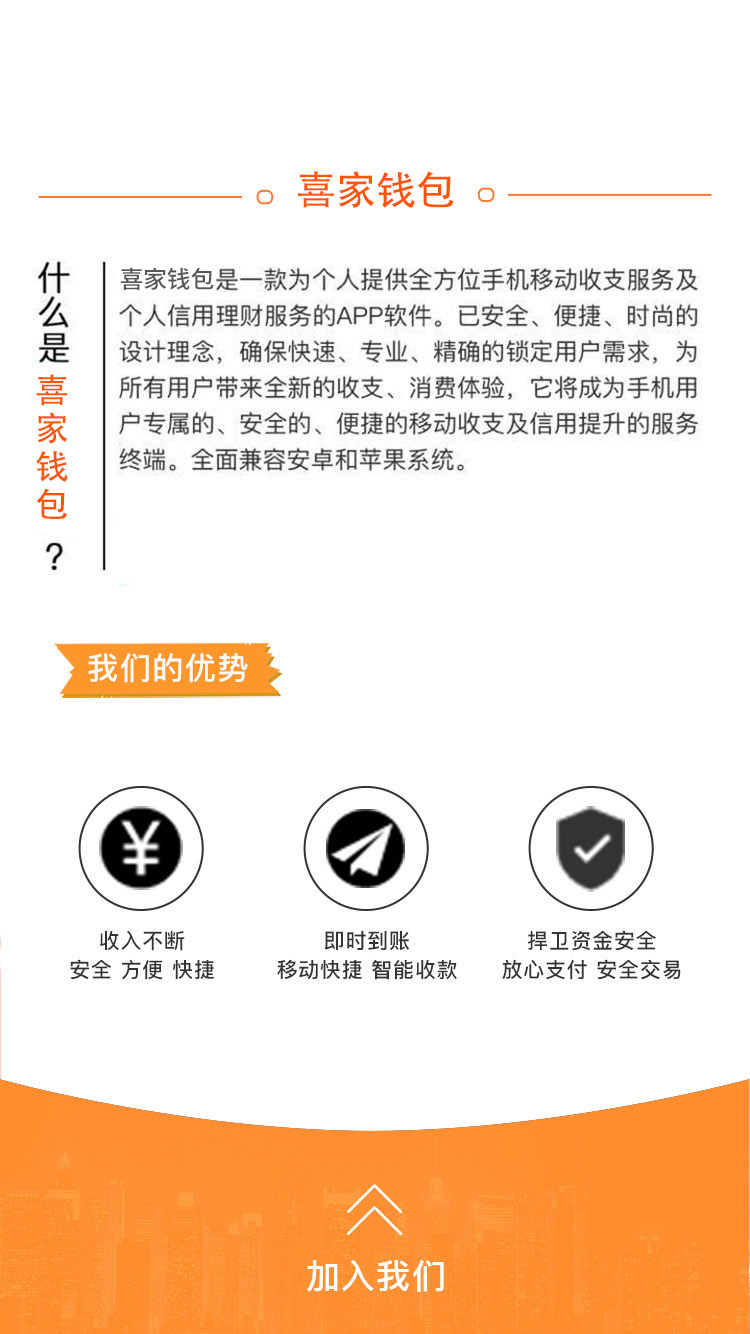 喜家钱包
什么是喜家钱包?
喜家钱包是一款为个人提供全方位手机移动收支服务及
个人信用理财服务的APP软件。已安全、便捷、时尚的
设计理念，确保快速、专业、精确的锁定用户需求，为
所有用户带来全新的收支、消费体验，它将成为手机用
户专属的、安全的、便捷的移动收支及信用提升的服务
终端。全面兼容安卓和苹果系统。
我们的优势
¥
收入不断
安全 方便 快捷
即时到账
移动快捷 智能收款
捍卫资金安全
放心支付 安全交易
加入我们